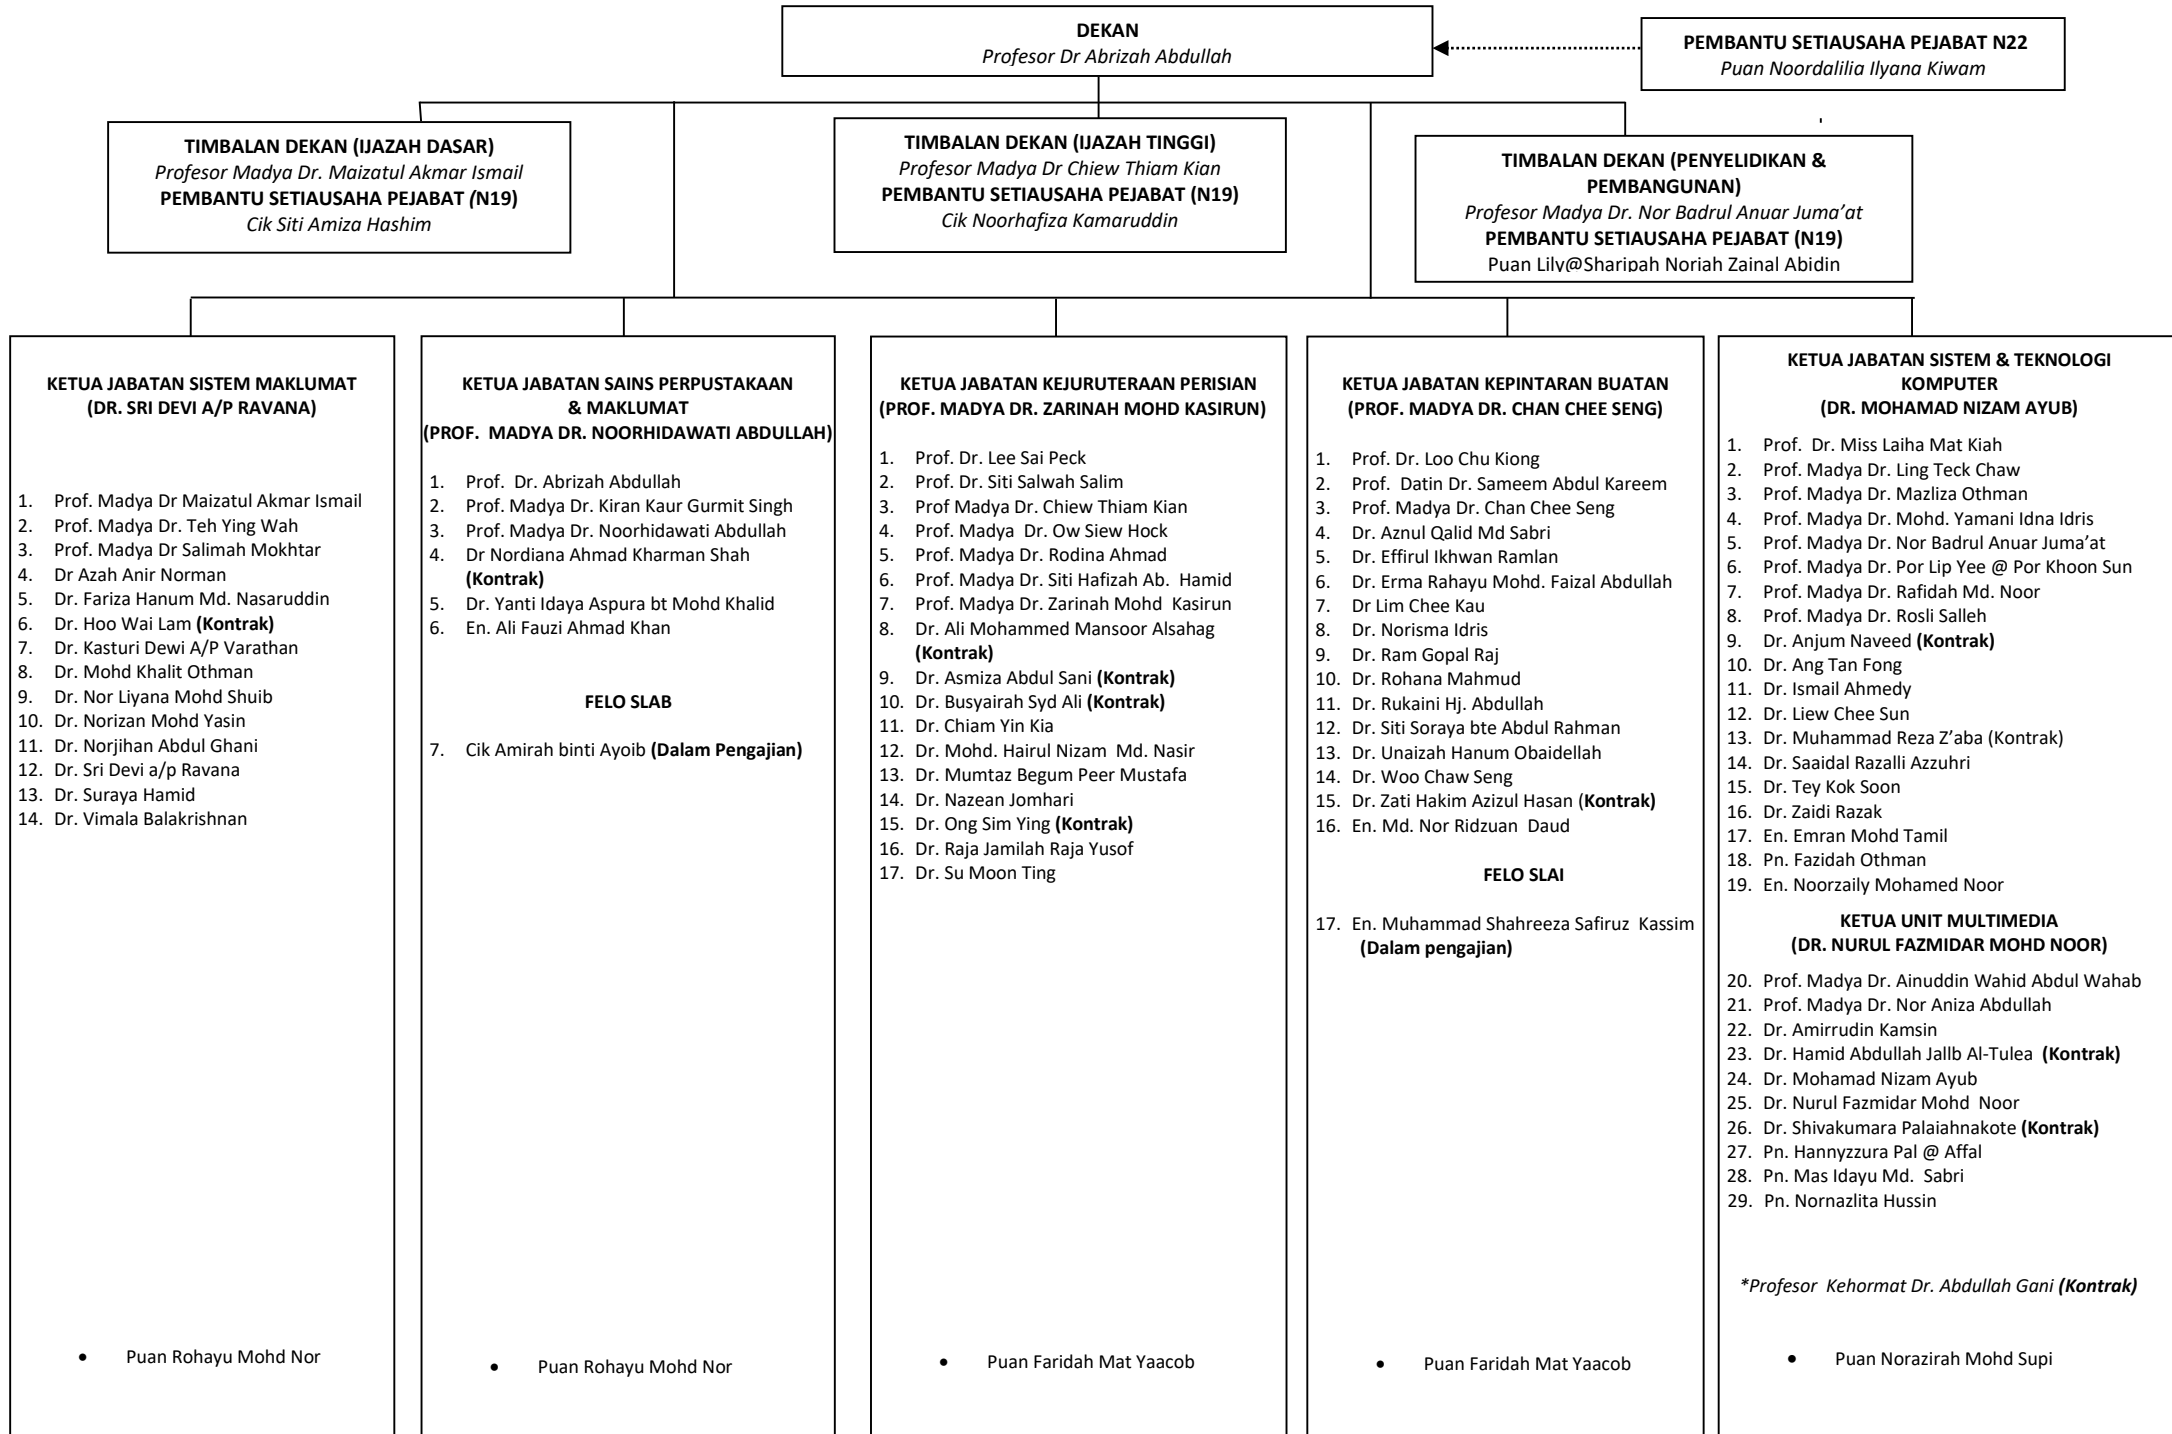 DEKAN
Profesor Dr Abrizah Abdullah
PEMBANTU SETIAUSAHA PEJABAT N22
Puan Noordalilia Ilyana Kiwam
TIMBALAN DEKAN (IJAZAH DASAR)
Profesor Madya Dr. Maizatul Akmar Ismail
PEMBANTU SETIAUSAHA PEJABAT (N19)
Cik Siti Amiza Hashim
TIMBALAN DEKAN (IJAZAH TINGGI)
Profesor Madya Dr Chiew Thiam Kian
PEMBANTU SETIAUSAHA PEJABAT (N19)
Cik Noorhafiza Kamaruddin
TIMBALAN DEKAN (PENYELIDIKAN &
PEMBANGUNAN)
Profesor Madya Dr. Nor Badrul Anuar Juma’at
PEMBANTU SETIAUSAHA PEJABAT (N19)
Puan Lily@Sharipah Noriah Zainal Abidin
KETUA JABATAN SISTEM MAKLUMAT
(DR. SRI DEVI A/P RAVANA)
1. Prof. Madya Dr Maizatul Akmar Ismail
2. Prof. Madya Dr. Teh Ying Wah
3. Prof. Madya Dr Salimah Mokhtar
4. Dr Azah Anir Norman
5. Dr. Fariza Hanum Md. Nasaruddin
6. Dr. Hoo Wai Lam (Kontrak)
7. Dr. Kasturi Dewi A/P Varathan
8. Dr. Mohd Khalit Othman
9. Dr. Nor Liyana Mohd Shuib
10. Dr. Norizan Mohd Yasin
11. Dr. Norjihan Abdul Ghani
12. Dr. Sri Devi a/p Ravana
13. Dr. Suraya Hamid
14. Dr. Vimala Balakrishnan
• Puan Rohayu Mohd Nor
KETUA JABATAN SAINS PERPUSTAKAAN
& MAKLUMAT
(PROF. MADYA DR. NOORHIDAWATI ABDULLAH)
1. Prof. Dr. Abrizah Abdullah
2. Prof. Madya Dr. Kiran Kaur Gurmit Singh
3. Prof. Madya Dr. Noorhidawati Abdullah
4. Dr Nordiana Ahmad Kharman Shah
(Kontrak)
5. Dr. Yanti Idaya Aspura bt Mohd Khalid
6. En. Ali Fauzi Ahmad Khan
FELO SLAB
7. Cik Amirah binti Ayoib (Dalam Pengajian)
• Puan Rohayu Mohd Nor
KETUA JABATAN KEJURUTERAAN PERISIAN
(PROF. MADYA DR. ZARINAH MOHD KASIRUN)
1. Prof. Dr. Lee Sai Peck
2. Prof. Dr. Siti Salwah Salim
3. Prof Madya Dr. Chiew Thiam Kian
4. Prof. Madya Dr. Ow Siew Hock
5. Prof. Madya Dr. Rodina Ahmad
6. Prof. Madya Dr. Siti Hafizah Ab. Hamid
7. Prof. Madya Dr. Zarinah Mohd Kasirun
8. Dr. Ali Mohammed Mansoor Alsahag
(Kontrak)
9. Dr. Asmiza Abdul Sani (Kontrak)
10. Dr. Busyairah Syd Ali (Kontrak)
11. Dr. Chiam Yin Kia
12. Dr. Mohd. Hairul Nizam Md. Nasir
13. Dr. Mumtaz Begum Peer Mustafa
14. Dr. Nazean Jomhari
15. Dr. Ong Sim Ying (Kontrak)
16. Dr. Raja Jamilah Raja Yusof
17. Dr. Su Moon Ting
• Puan Faridah Mat Yaacob
KETUA JABATAN KEPINTARAN BUATAN
(PROF. MADYA DR. CHAN CHEE SENG)
1. Prof. Dr. Loo Chu Kiong
2. Prof. Datin Dr. Sameem Abdul Kareem
3. Prof. Madya Dr. Chan Chee Seng
4. Dr. Aznul Qalid Md Sabri
5. Dr. Effirul Ikhwan Ramlan
6. Dr. Erma Rahayu Mohd. Faizal Abdullah
7. Dr Lim Chee Kau
8. Dr. Norisma Idris
9. Dr. Ram Gopal Raj
10. Dr. Rohana Mahmud
11. Dr. Rukaini Hj. Abdullah
12. Dr. Siti Soraya bte Abdul Rahman
13. Dr. Unaizah Hanum Obaidellah
14. Dr. Woo Chaw Seng
15. Dr. Zati Hakim Azizul Hasan (Kontrak)
16. En. Md. Nor Ridzuan Daud
FELO SLAI
17. En. Muhammad Shahreeza Safiruz Kassim
(Dalam pengajian)
• Puan Faridah Mat Yaacob
KETUA JABATAN SISTEM & TEKNOLOGI
KOMPUTER
(DR. MOHAMAD NIZAM AYUB)
1. Prof. Dr. Miss Laiha Mat Kiah
2. Prof. Madya Dr. Ling Teck Chaw
3. Prof. Madya Dr. Mazliza Othman
4. Prof. Madya Dr. Mohd. Yamani Idna Idris
5. Prof. Madya Dr. Nor Badrul Anuar Juma’at
6. Prof. Madya Dr. Por Lip Yee @ Por Khoon Sun
7. Prof. Madya Dr. Rafidah Md. Noor
8. Prof. Madya Dr. Rosli Salleh
9. Dr. Anjum Naveed (Kontrak)
10. Dr. Ang Tan Fong
11. Dr. Ismail Ahmedy
12. Dr. Liew Chee Sun
13. Dr. Muhammad Reza Z’aba (Kontrak)
14. Dr. Saaidal Razalli Azzuhri
15. Dr. Tey Kok Soon
16. Dr. Zaidi Razak
17. En. Emran Mohd Tamil
18. Pn. Fazidah Othman
19. En. Noorzaily Mohamed Noor
KETUA UNIT MULTIMEDIA
(DR. NURUL FAZMIDAR MOHD NOOR)
20. Prof. Madya Dr. Ainuddin Wahid Abdul Wahab
21. Prof. Madya Dr. Nor Aniza Abdullah
22. Dr. Amirrudin Kamsin
23. Dr. Hamid Abdullah Jallb Al-Tulea (Kontrak)
24. Dr. Mohamad Nizam Ayub
25. Dr. Nurul Fazmidar Mohd Noor
26. Dr. Shivakumara Palaiahnakote (Kontrak)
27. Pn. Hannyzzura Pal @ Affal
28. Pn. Mas Idayu Md. Sabri
29. Pn. Nornazlita Hussin
*Profesor Kehormat Dr. Abdullah Gani (Kontrak)
• Puan Norazirah Mohd Supi